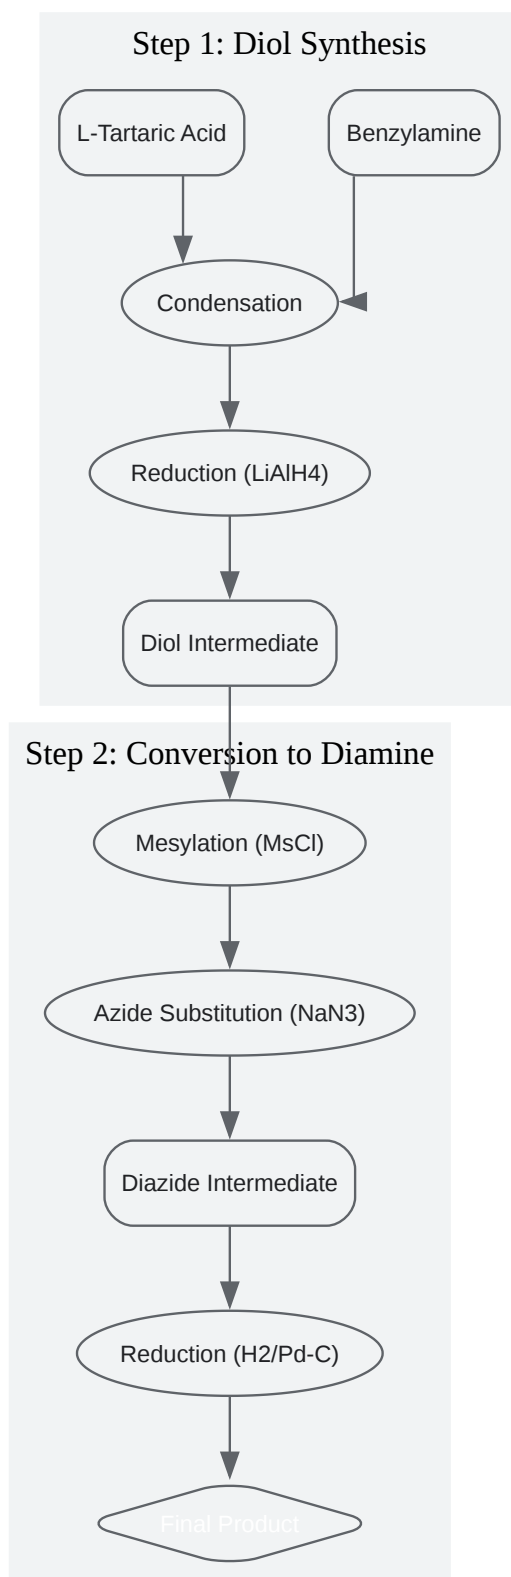 Step 1: Diol Synthesis
L-Tartaric Acid
Benzylamine
Condensation
Reduction (LiAlH4)
Diol Intermediate
Step 2: Conversion to Diamine
Mesylation (MsCl)
Azide Substitution (NaN3)
Diazide Intermediate
Reduction (H2/Pd-C)
Final Product